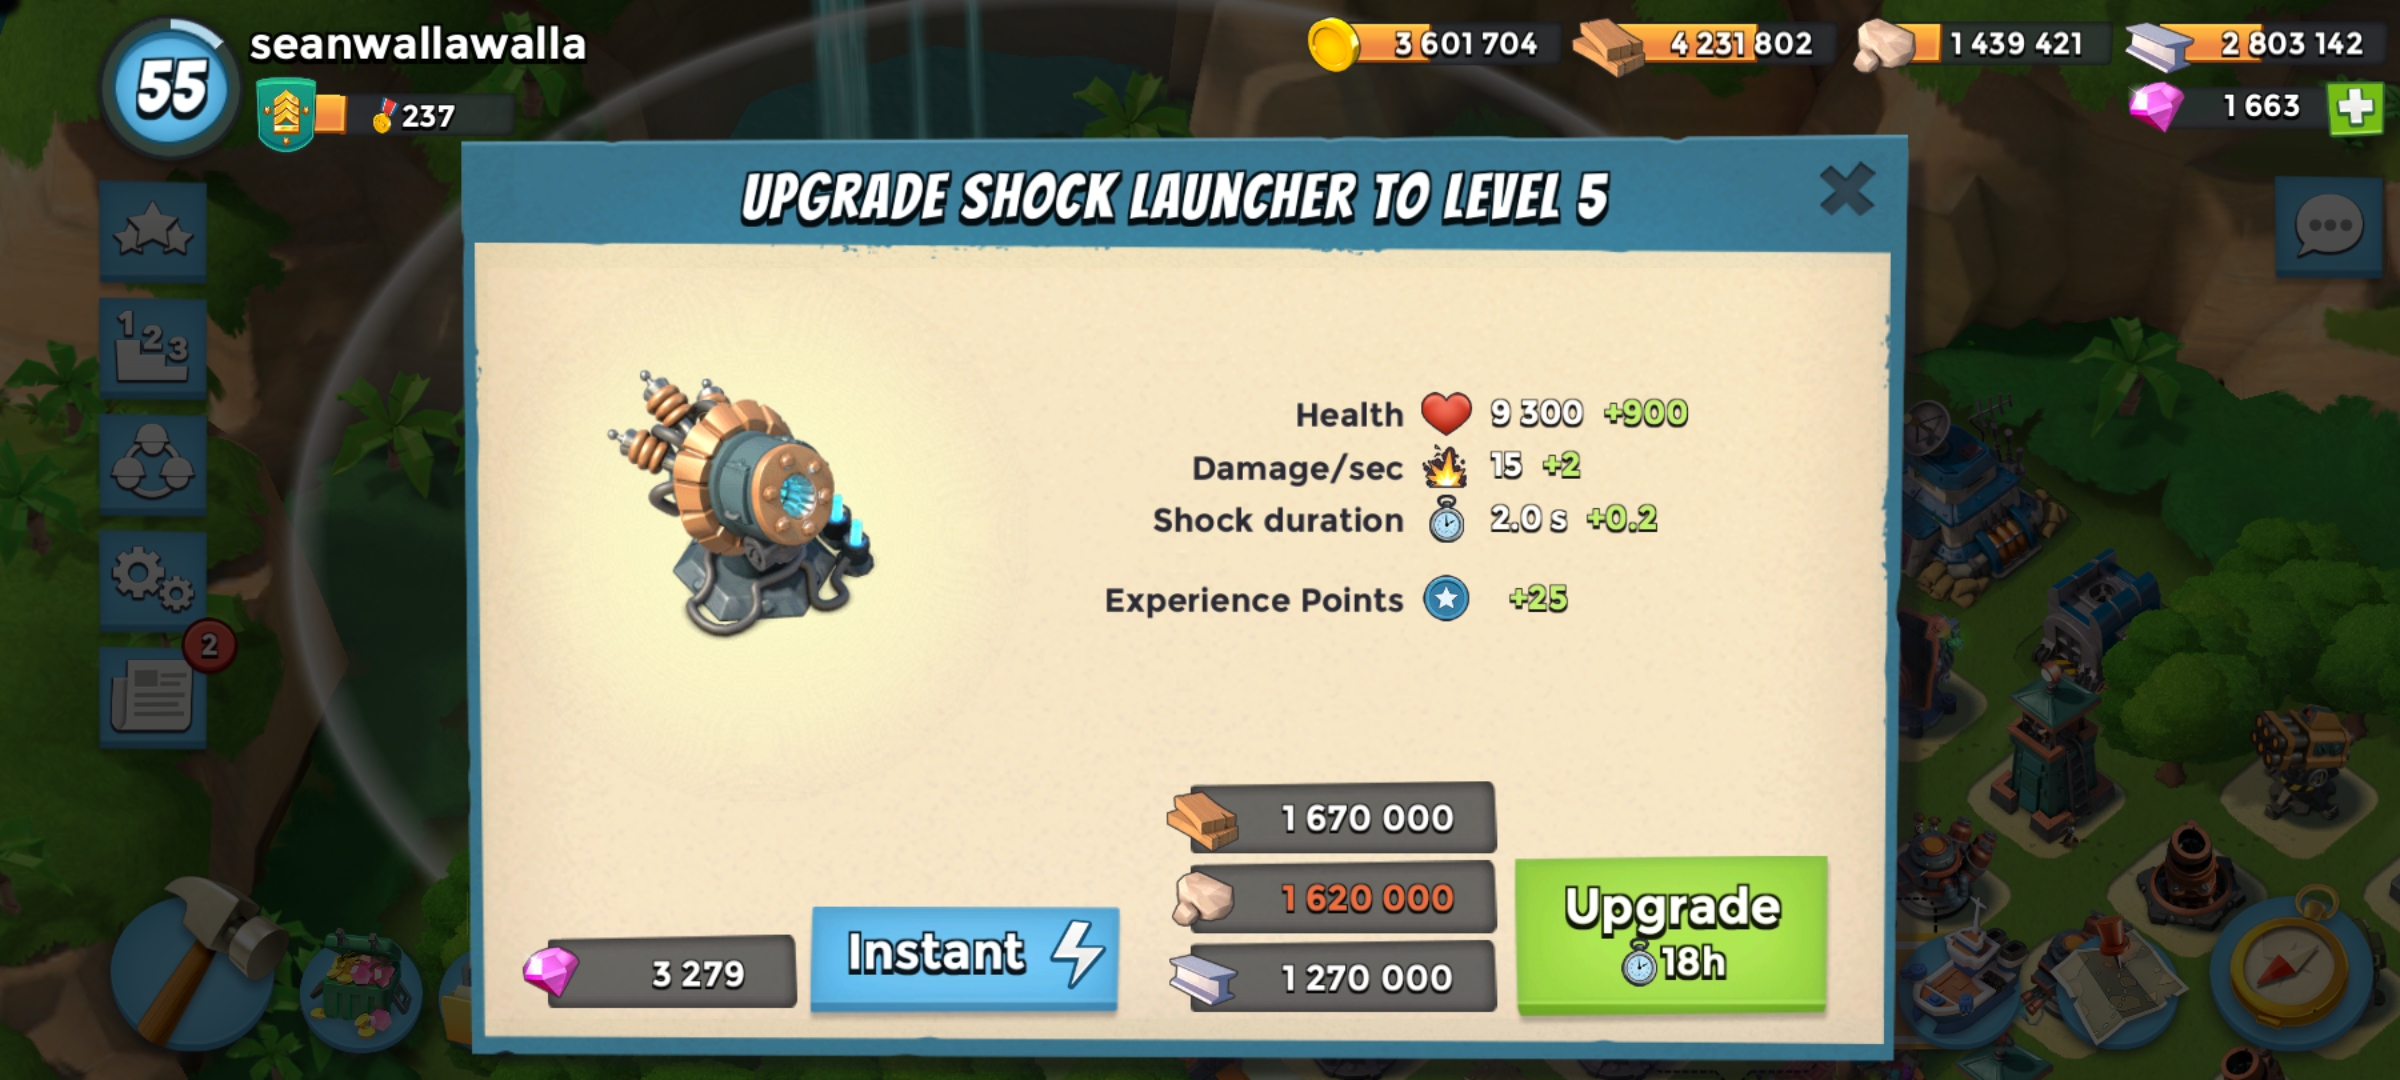 55
seanwallawalla
237
3 601 704
4 231 802
1 439 421
2 803 142
1 663
UPGRADE SHOCK LAUNCHER TO LEVEL 5
1 2 3
2
Health 9 300 +900
Damage/sec 15 +2
Shock duration 2.0 s +0.2
Experience Points +25
1 670 000
1 620 000
1 270 000
3 279
Instant
Upgrade
18h